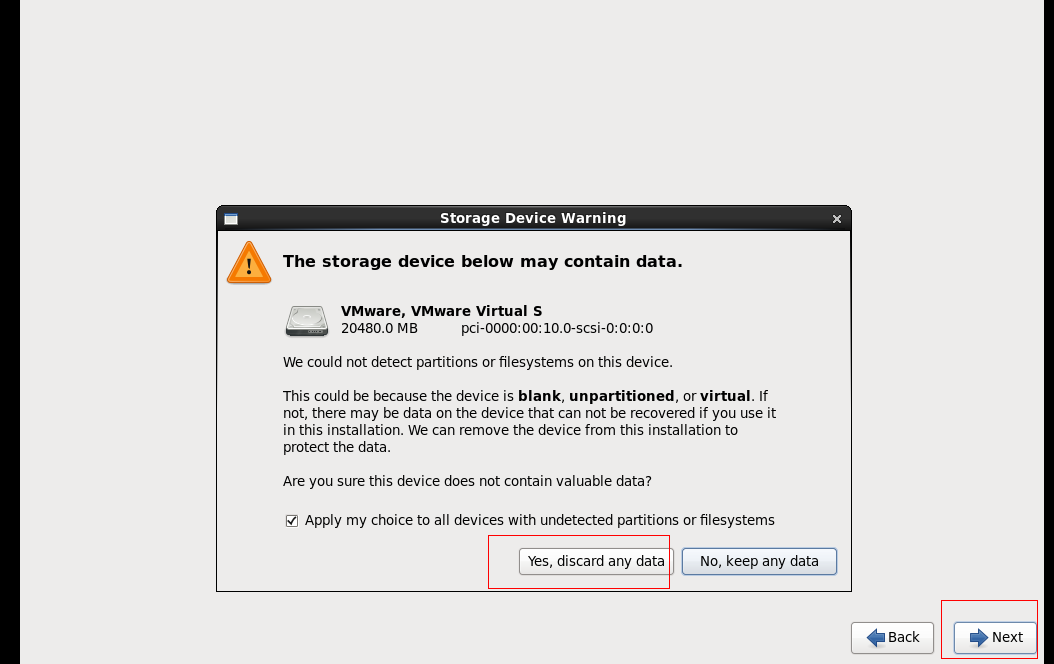 Storage Device Warning
The storage device below may contain data.
VMware, VMware Virtual S
20480.0 MB pci-0000:00:10.0-scsi-0:0:0:0
We could not detect partitions or filesystems on this device.
This could be because the device is blank, unpartitioned, or virtual. If
not, there may be data on the device that can not be recovered if you use it
in this installation. We can remove the device from this installation to
protect the data.
Are you sure this device does not contain valuable data?
Apply my choice to all devices with undetected partitions or filesystems
Yes, discard any data No, keep any data
Back Next